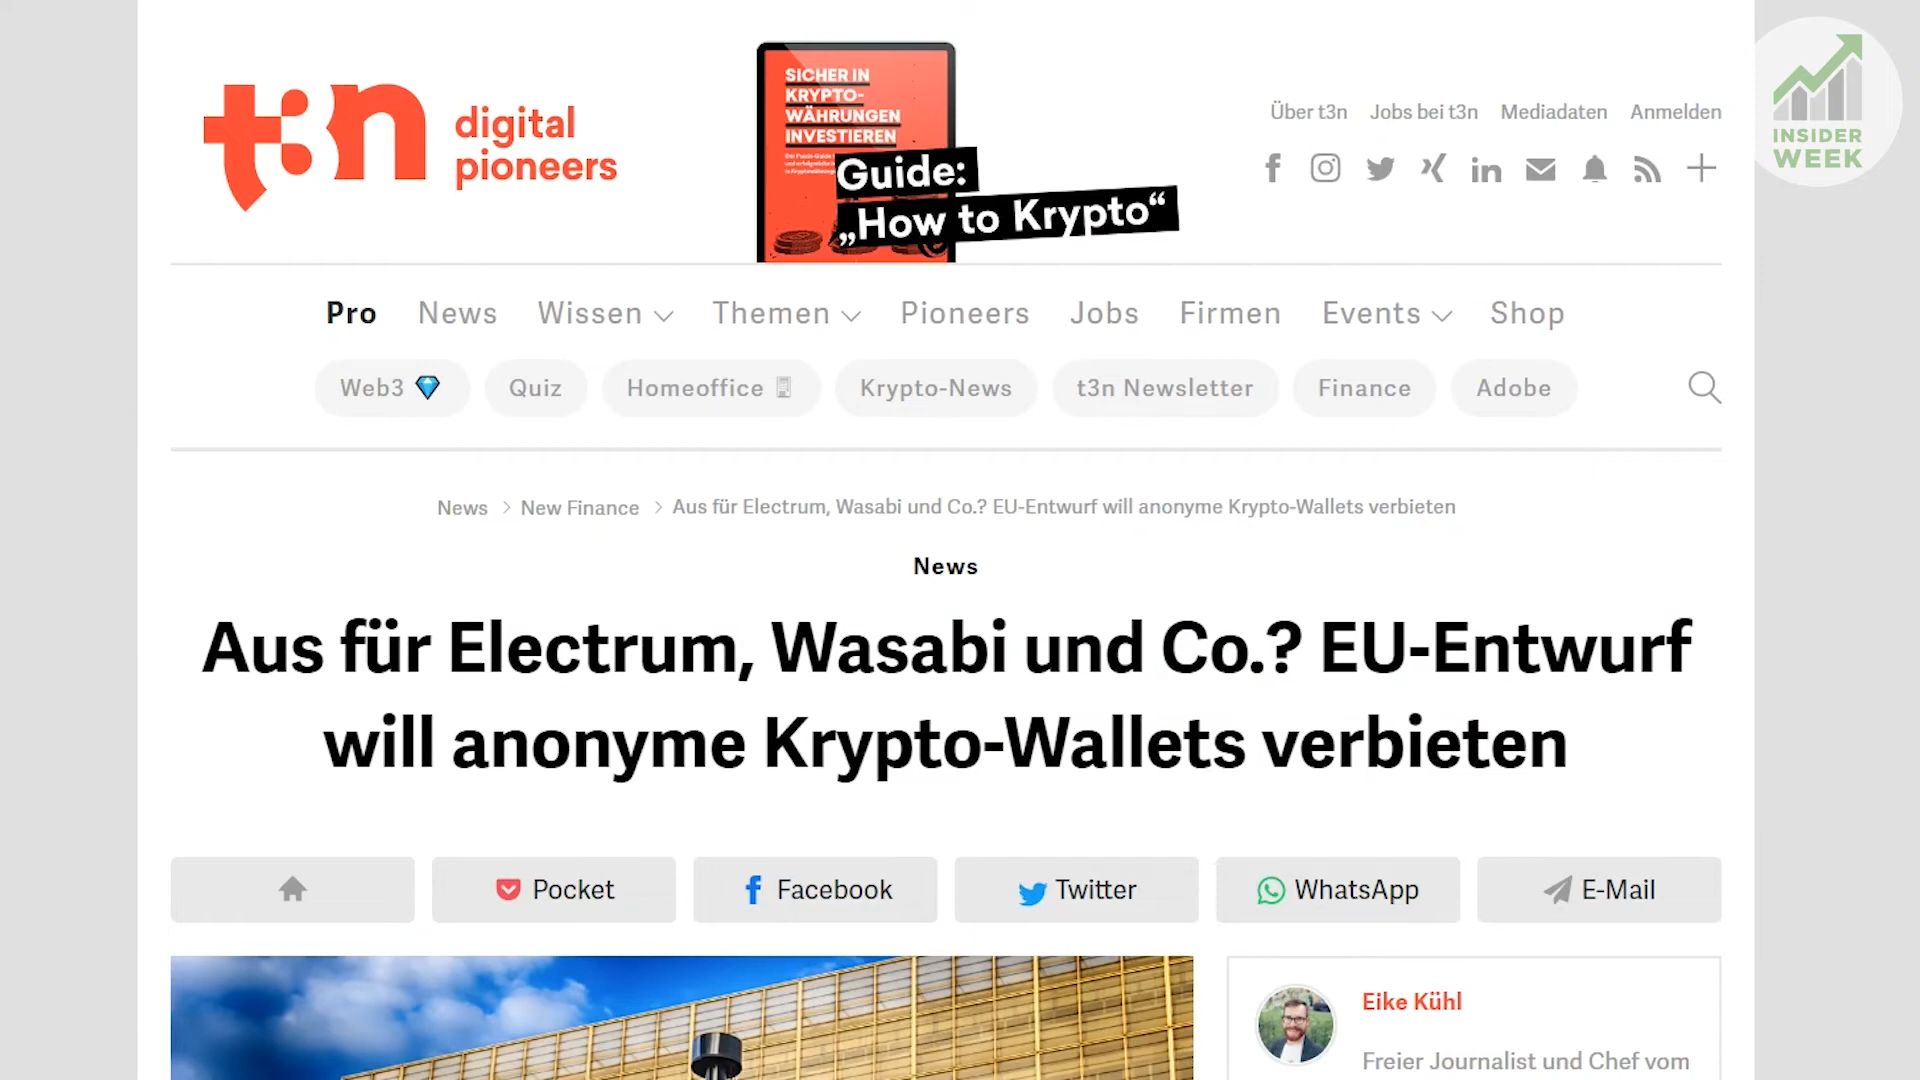 t3n digital
pioneers
SICHER IN
KRYPTO-
WÄHRUNGEN
INVESTIEREN
Guide:
„How to Krypto“
Über t3n Jobs bei t3n Mediadaten Anmelden
INSIDER
WEEK
Pro News Wissen Themen Pioneers Jobs Firmen Events Shop
Web3 Quiz Homeoffice Krypto-News t3n Newsletter Finance Adobe
News > New Finance > Aus für Electrum, Wasabi und Co.? EU-Entwurf will anonyme Krypto-Wallets verbieten
News
Aus für Electrum, Wasabi und Co.? EU-Entwurf
will anonyme Krypto-Wallets verbieten
Pocket Facebook Twitter WhatsApp E-Mail
Eike Kühl
Freier Journalist und Chef vom